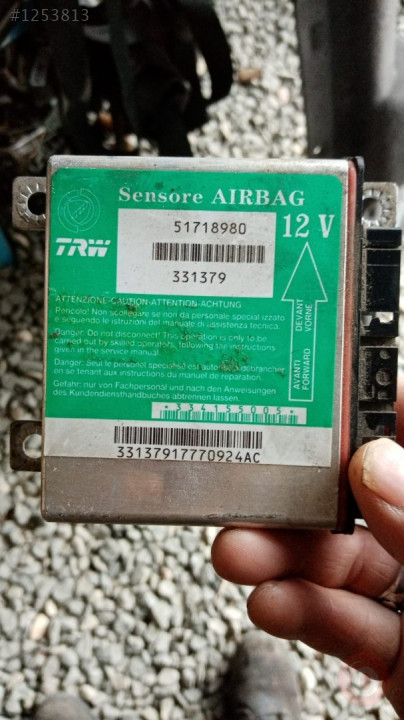 #1253813
Sensore AIRBAG
51718980
12 V
TRW
331379
ATTENZIONE-CAUTION-ATTENTION-ACHTUNG
Pericolo! Non scollegare se non da personale specializzato
e seguendo le istruzioni del manuale di assistenza tecnica.
Danger: Do not disconnect! This operation is only to be
carried out by skilled operators, following the instructions
given in the service manual.
Danger: Seul le personel specialisé est autorisé à debrancher
en se tenant aux instructions du manuel de réparation.
Gefahr: nur von Fachpersonal und nach den Anweisungen
des Kundendiensthandbuches abtrennen lassen.
AVANTI DEVANT
FORWARD VORNE
*334155005*
33137917770924AC